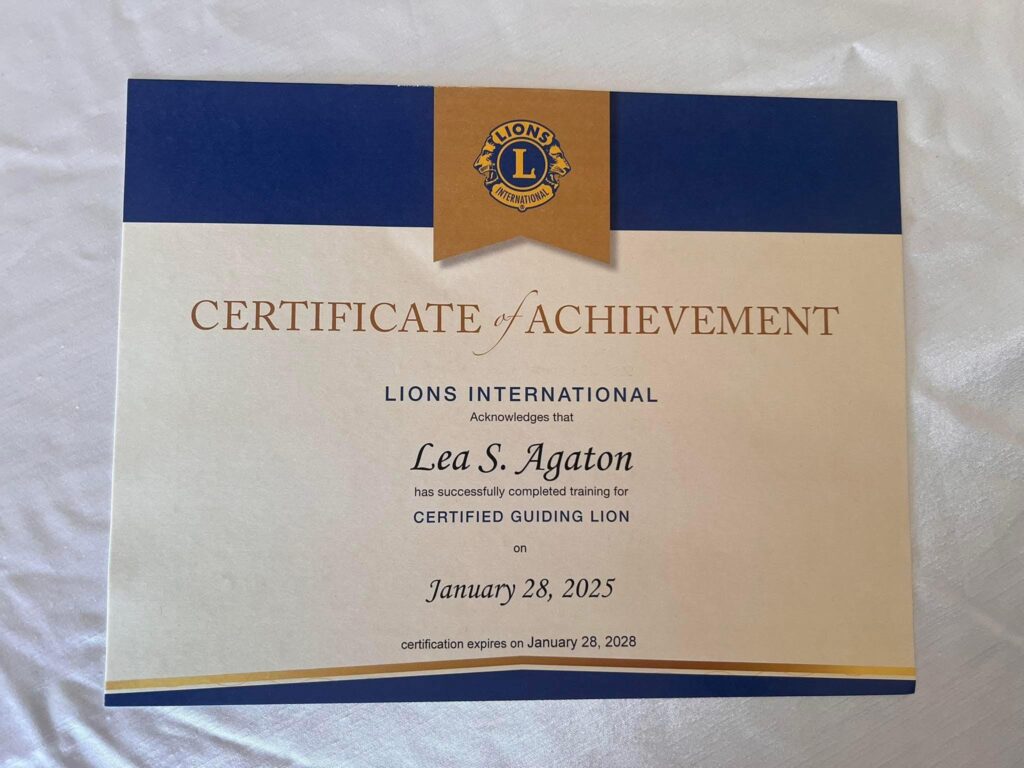 LIONS
L
INTERNATIONAL
®
CERTIFICATE of ACHIEVEMENT
LIONS INTERNATIONAL
Acknowledges that
Lea S. Agaton
has successfully completed training for
CERTIFIED GUIDING LION
on
January 28, 2025
certification expires on January 28, 2028